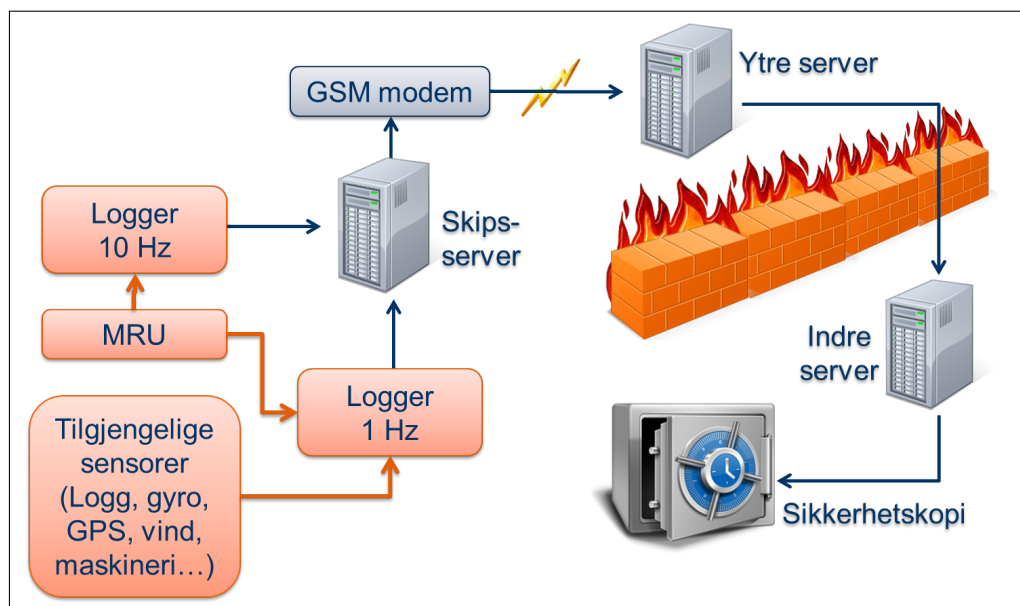 GSM modem
Ytre server
Logger
10 Hz
Skips-
server
MRU
Indre
server
Logger
1 Hz
Tilgjengelige
sensorer
(Logg, gyro,
GPS, vind,
maskineri…)
Sikkerhetskopi